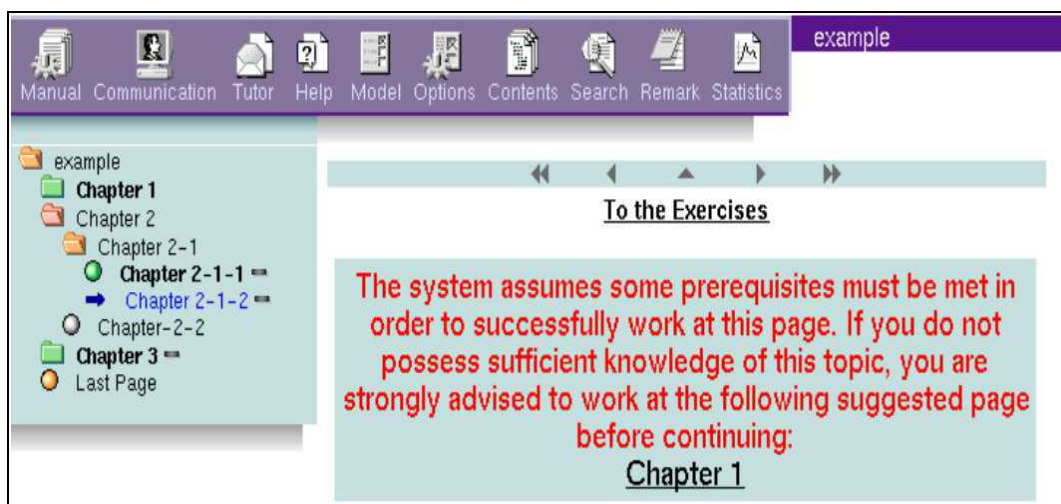 example
Manual Communication Tutor Help Model Options Contents Search Remark Statistics
example
Chapter 1
Chapter 2
Chapter 2-1
Chapter 2-1-1
Chapter 2-1-2
Chapter-2-2
Chapter 3
Last Page
To the Exercises
The system assumes some prerequisites must be met in
order to successfully work at this page. If you do not
possess sufficient knowledge of this topic, you are
strongly advised to work at the following suggested page
before continuing:
Chapter 1